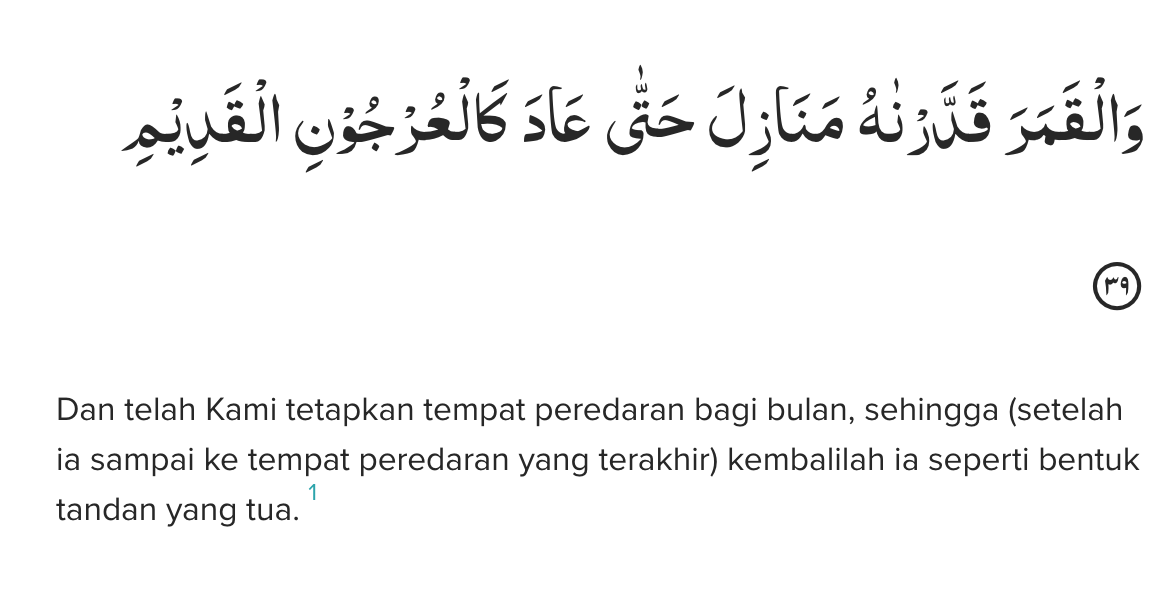 وَالْقَمَرَ قَدَّرْنٰهُ مَنَازِلَ حَتّٰى عَادَ كَالْعُرْجُوْنِ الْقَدِيْمِ
٣٩
Dan telah Kami tetapkan tempat peredaran bagi bulan, sehingga (setelah
ia sampai ke tempat peredaran yang terakhir) kembalilah ia seperti bentuk
tandan yang tua. 1